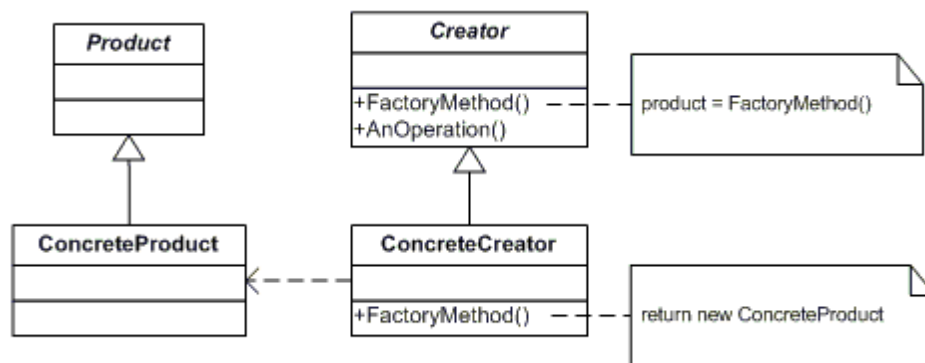 Product
Creator
+FactoryMethod()
+AnOperation()
product = FactoryMethod()
ConcreteProduct
ConcreteCreator
+FactoryMethod()
return new ConcreteProduct